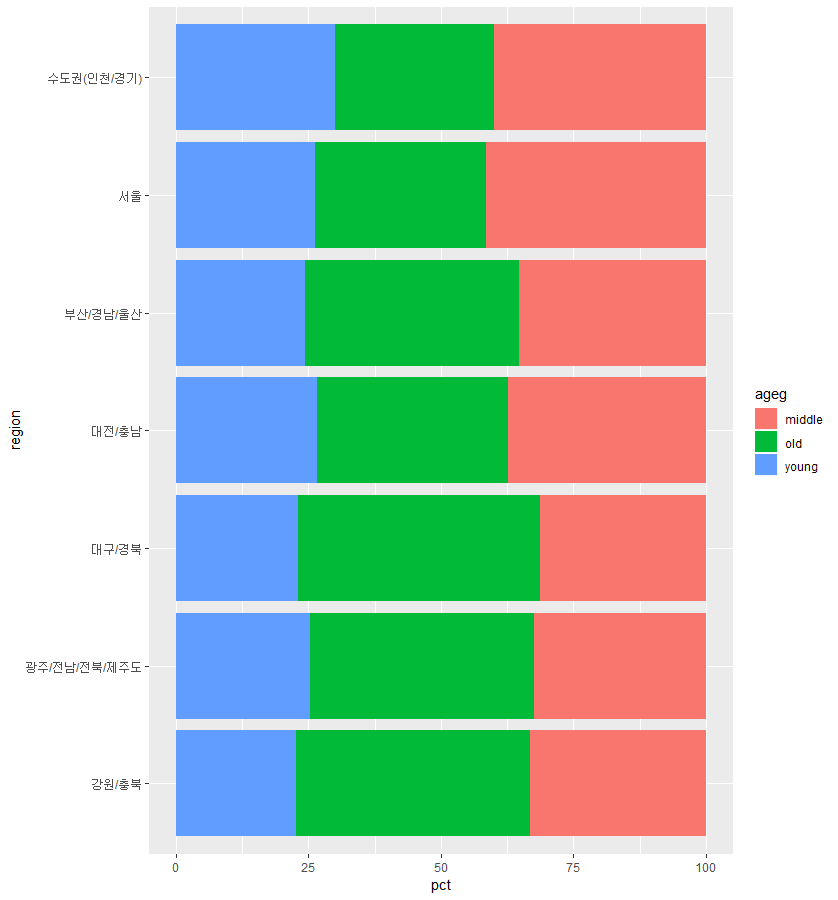 수도권(인천/경기)
서울
부산/경남/울산
대전/충남
대구/경북
광주/전남/전북/제주도
강원/충북
region
0 25 50 75 100
pct
ageg
middle
old
young